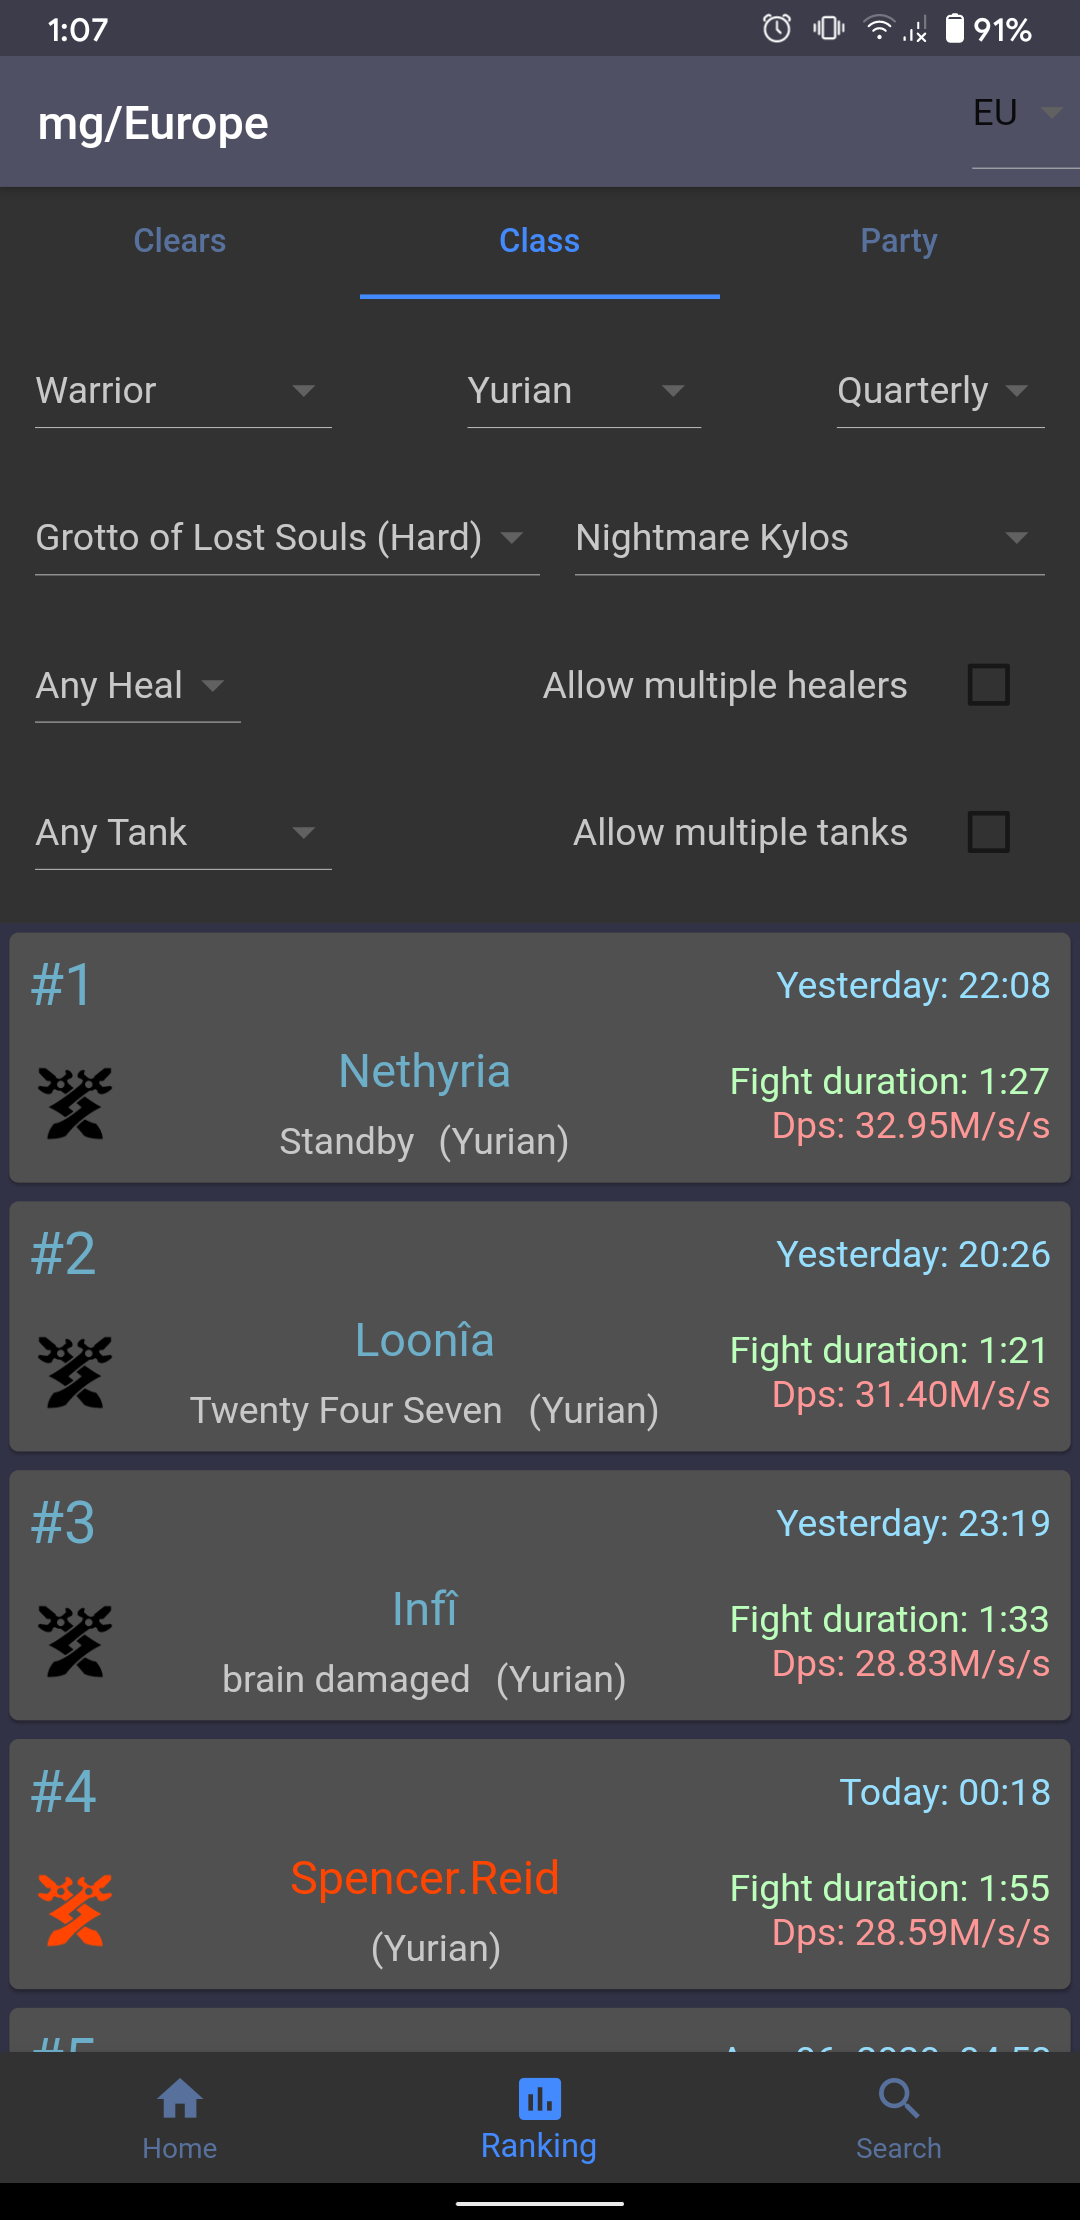 1:07 91%
mg/Europe EU
Clears Class Party
Warrior Yurian Quarterly
Grotto of Lost Souls (Hard) Nightmare Kylos
Any Heal Allow multiple healers
Any Tank Allow multiple tanks
#1 Yesterday: 22:08
Nethyria
Fight duration: 1:27
Standby (Yurian)
Dps: 32.95M/s/s
#2 Yesterday: 20:26
Loonîa
Fight duration: 1:21
Twenty Four Seven (Yurian)
Dps: 31.40M/s/s
#3 Yesterday: 23:19
Infî
Fight duration: 1:33
brain damaged (Yurian)
Dps: 28.83M/s/s
#4 Today: 00:18
Spencer.Reid
Fight duration: 1:55
(Yurian)
Dps: 28.59M/s/s
#5
Home Ranking Search